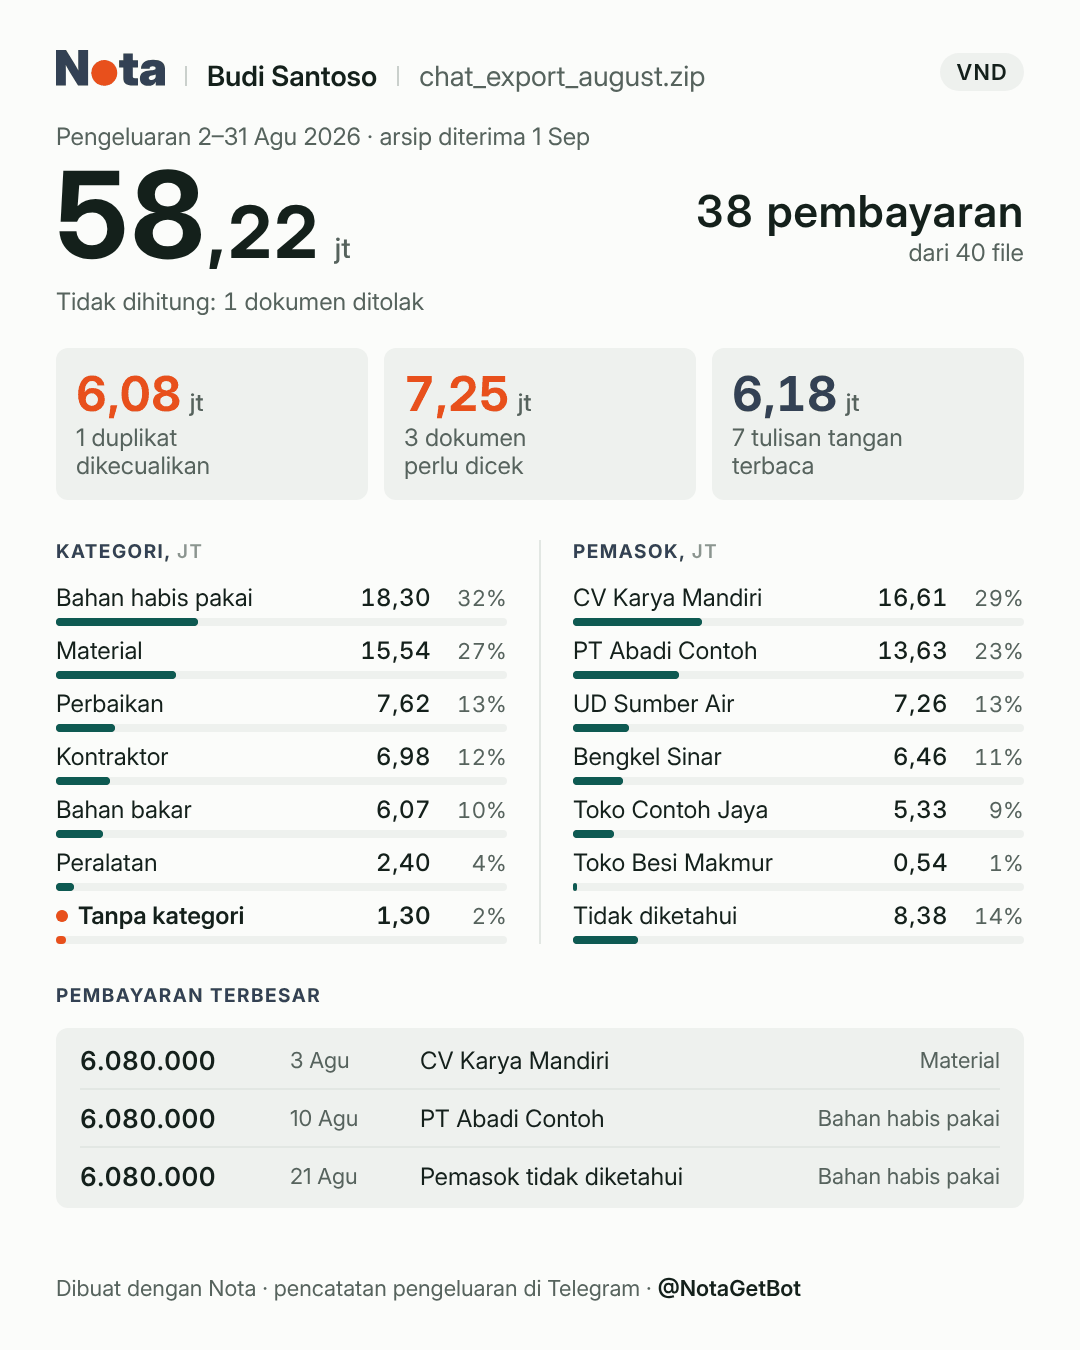 Nota | Budi Santoso | chat_export_august.zip VND
Pengeluaran 2–31 Agu 2026 · arsip diterima 1 Sep
58,22 jt
38 pembayaran
dari 40 file
Tidak dihitung: 1 dokumen ditolak
6,08 jt
1 duplikat
dikecualikan
7,25 jt
3 dokumen
perlu dicek
6,18 jt
7 tulisan tangan
terbaca
KATEGORI, JT
Bahan habis pakai 18,30 32%
Material 15,54 27%
Perbaikan 7,62 13%
Kontraktor 6,98 12%
Bahan bakar 6,07 10%
Peralatan 2,40 4%
Tanpa kategori 1,30 2%
PEMASOK, JT
CV Karya Mandiri 16,61 29%
PT Abadi Contoh 13,63 23%
UD Sumber Air 7,26 13%
Bengkel Sinar 6,46 11%
Toko Contoh Jaya 5,33 9%
Toko Besi Makmur 0,54 1%
Tidak diketahui 8,38 14%
PEMBAYARAN TERBESAR
6.080.000 3 Agu CV Karya Mandiri Material
6.080.000 10 Agu PT Abadi Contoh Bahan habis pakai
6.080.000 21 Agu Pemasok tidak diketahui Bahan habis pakai
Dibuat dengan Nota · pencatatan pengeluaran di Telegram · @NotaGetBot